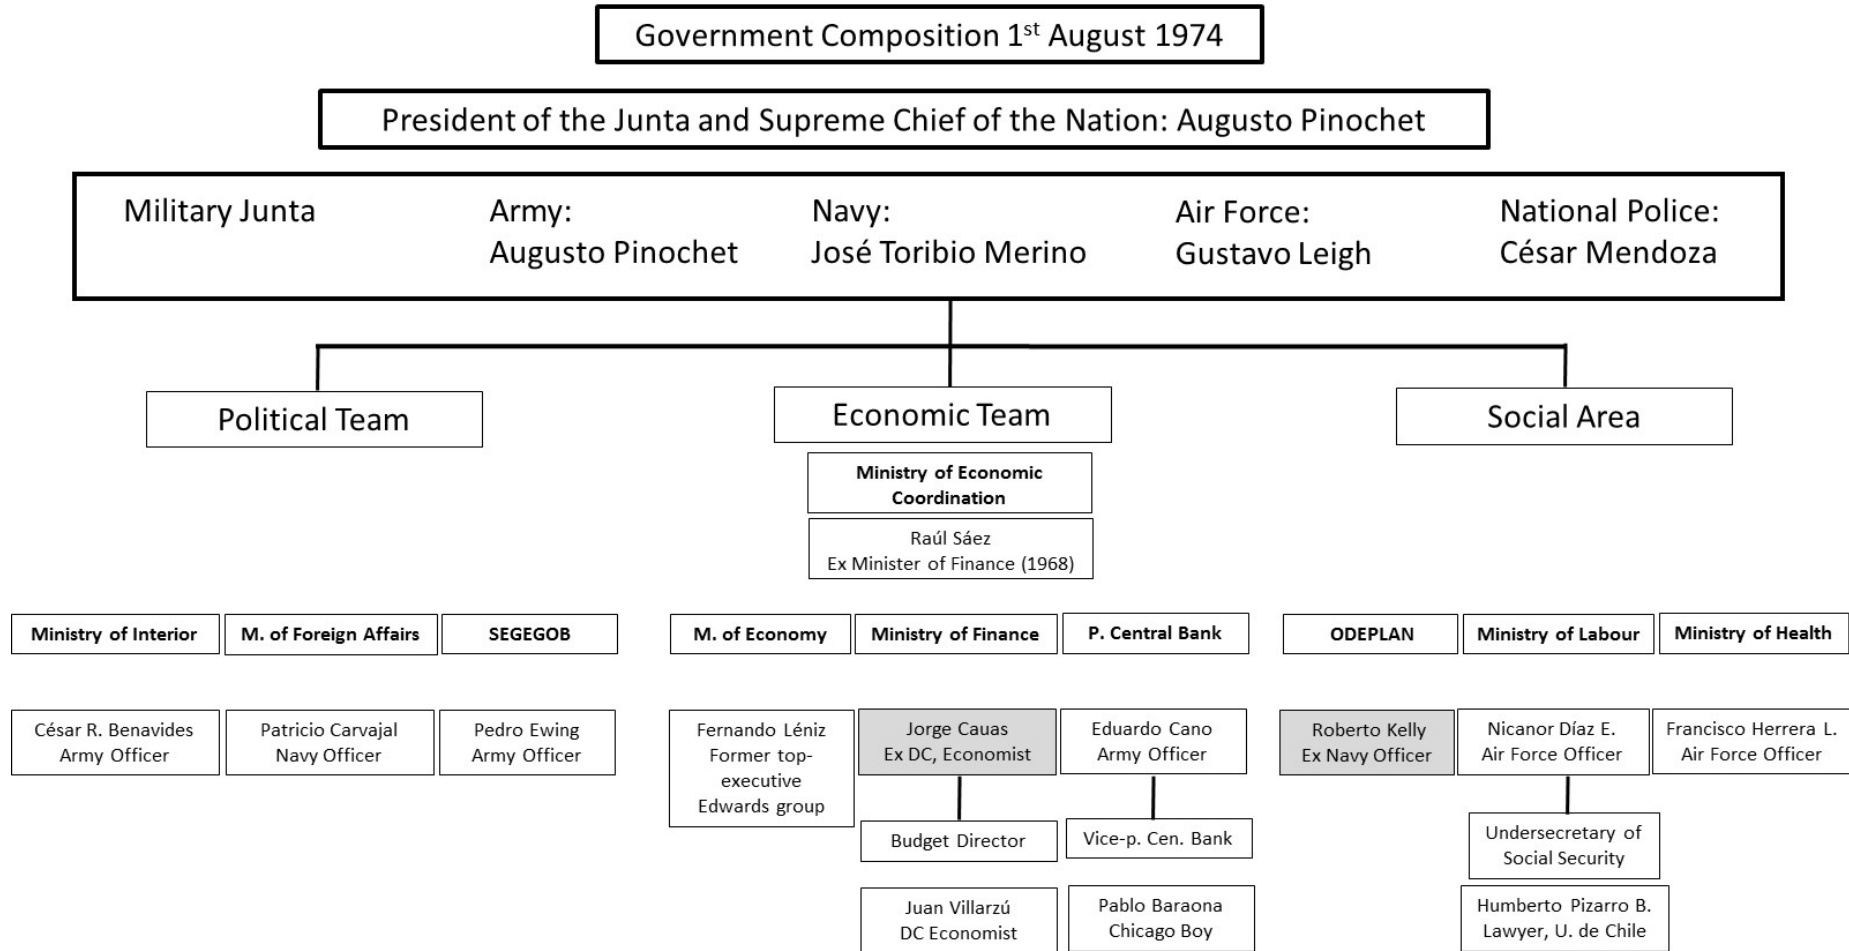 Government Composition 1st August 1974
President of the Junta and Supreme Chief of the Nation: Augusto Pinochet
Military Junta
Army:
Augusto Pinochet
Navy:
José Toribio Merino
Air Force:
Gustavo Leigh
National Police:
César Mendoza
Political Team
Economic Team
Social Area
Ministry of Economic
Coordination
Raúl Sáez
Ex Minister of Finance (1968)
Ministry of Interior
M. of Foreign Affairs
SEGEGOB
M. of Economy
Ministry of Finance
P. Central Bank
ODEPLAN
Ministry of Labour
Ministry of Health
César R. Benavides
Army Officer
Patricio Carvajal
Navy Officer
Pedro Ewing
Army Officer
Fernando Léniz
Former top-
executive
Edwards group
Jorge Cauas
Ex DC, Economist
Eduardo Cano
Army Officer
Roberto Kelly
Ex Navy Officer
Nicanor Díaz E.
Air Force Officer
Francisco Herrera L.
Air Force Officer
Budget Director
Vice-p. Cen. Bank
Undersecretary of
Social Security
Juan Villarzú
DC Economist
Pablo Baraona
Chicago Boy
Humberto Pizarro B.
Lawyer, U. de Chile